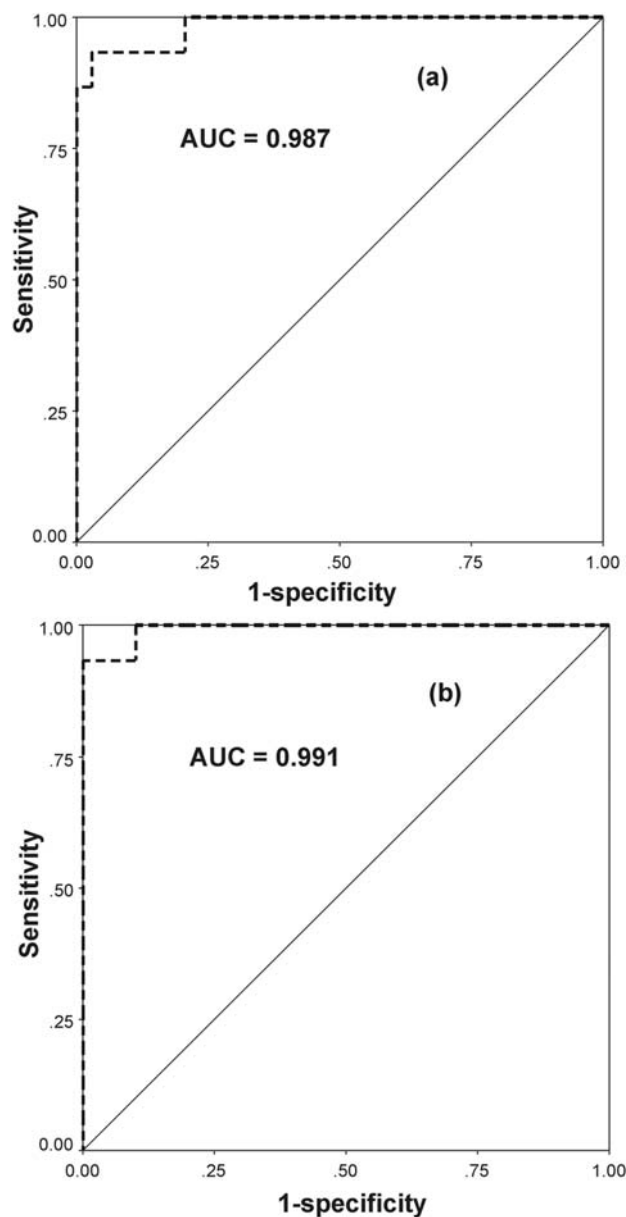 1.00
(a)
AUC = 0.987
.75
Sensitivity
.50
.25
0.00
0.00 .25 .50 .75 1.00
1-specificity
1.00
(b)
AUC = 0.991
.75
Sensitivity
.50
.25
0.00
0.00 .25 .50 .75 1.00
1-specificity